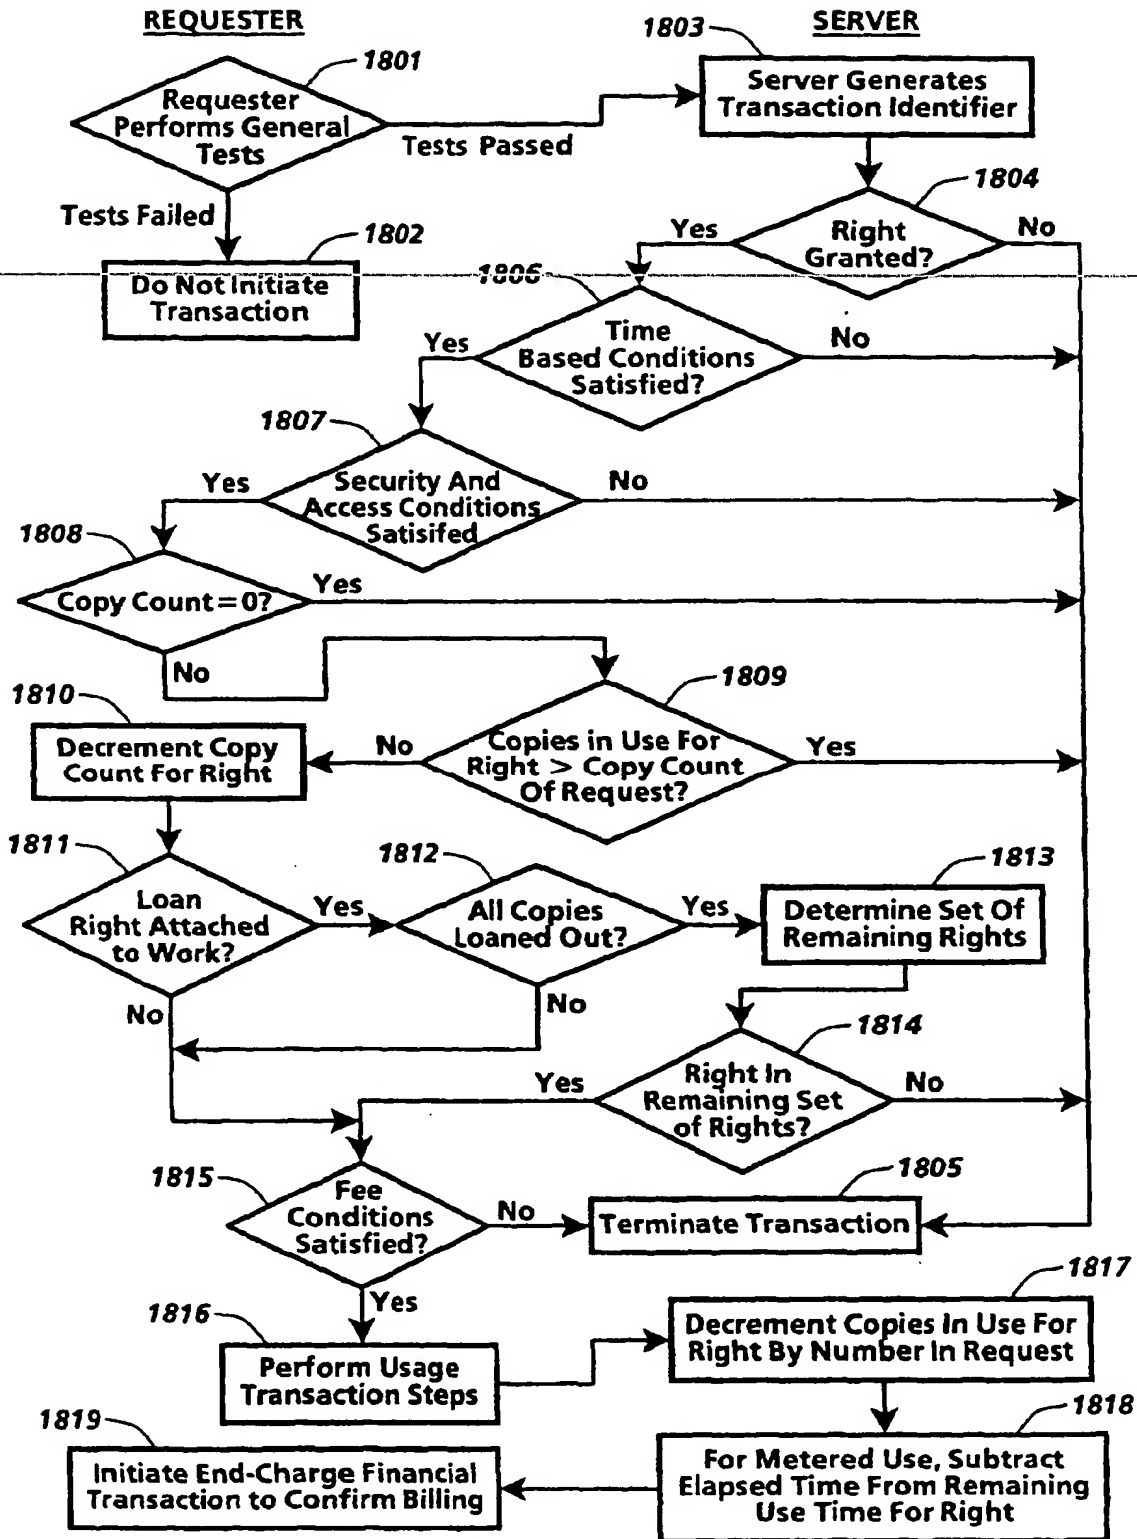 REQUESTER
SERVER
1801
Requester
Performs General
Tests
Tests Passed
Tests Failed
1802
Do Not Initiate
Transaction
1803
Server Generates
Transaction Identifier
1804
Right
Granted?
Yes
No
1806
Time
Based Conditions
Satisfied?
Yes
No
1807
Security And
Access Conditions
Satisifed
Yes
No
1808
Copy Count=0?
Yes
No
1809
Copies in Use For
Right > Copy Count
Of Request?
No
Yes
1810
Decrement Copy
Count For Right
1811
Loan
Right Attached
to Work?
Yes
No
1812
All Copies
Loaned Out?
Yes
No
1813
Determine Set Of
Remaining Rights
1814
Right In
Remaining Set
of Rights?
Yes
No
1815
Fee
Conditions
Satisfied?
No
Yes
1805
Terminate Transaction
1816
Perform Usage
Transaction Steps
1817
Decrement Copies In Use For
Right By Number In Request
1818
For Metered Use, Subtract
Elapsed Time From Remaining
Use Time For Right
1819
Initiate End-Charge Financial
Transaction to Confirm Billing